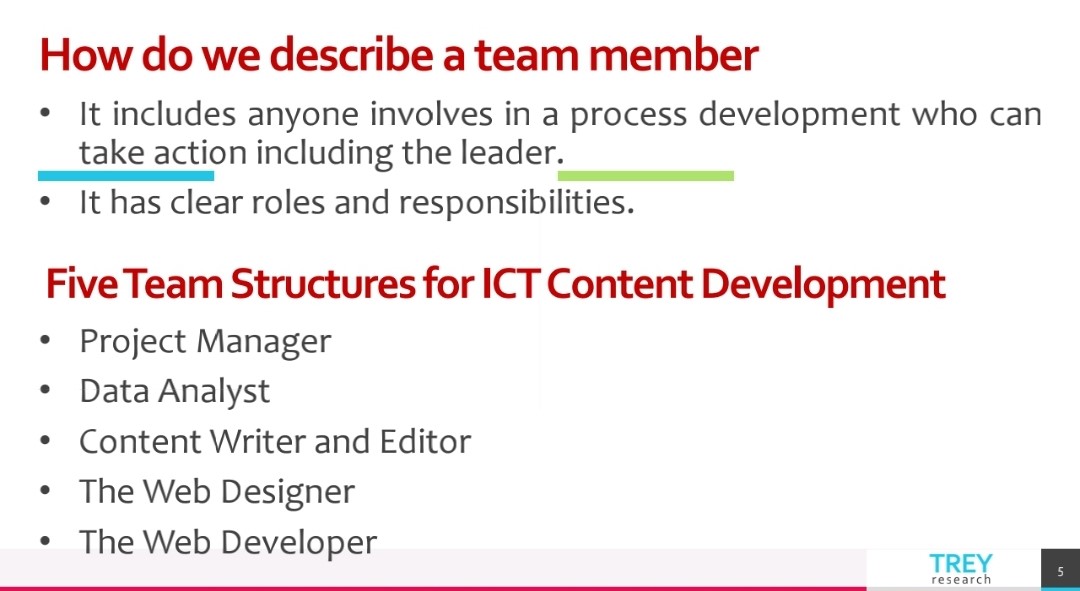 How do we describe a team member
• It includes anyone involves in a process development who can
take action including the leader.
• It has clear roles and responsibilities.
Five Team Structures for ICT Content Development
• Project Manager
• Data Analyst
• Content Writer and Editor
• The Web Designer
• The Web Developer
TREY
research
5